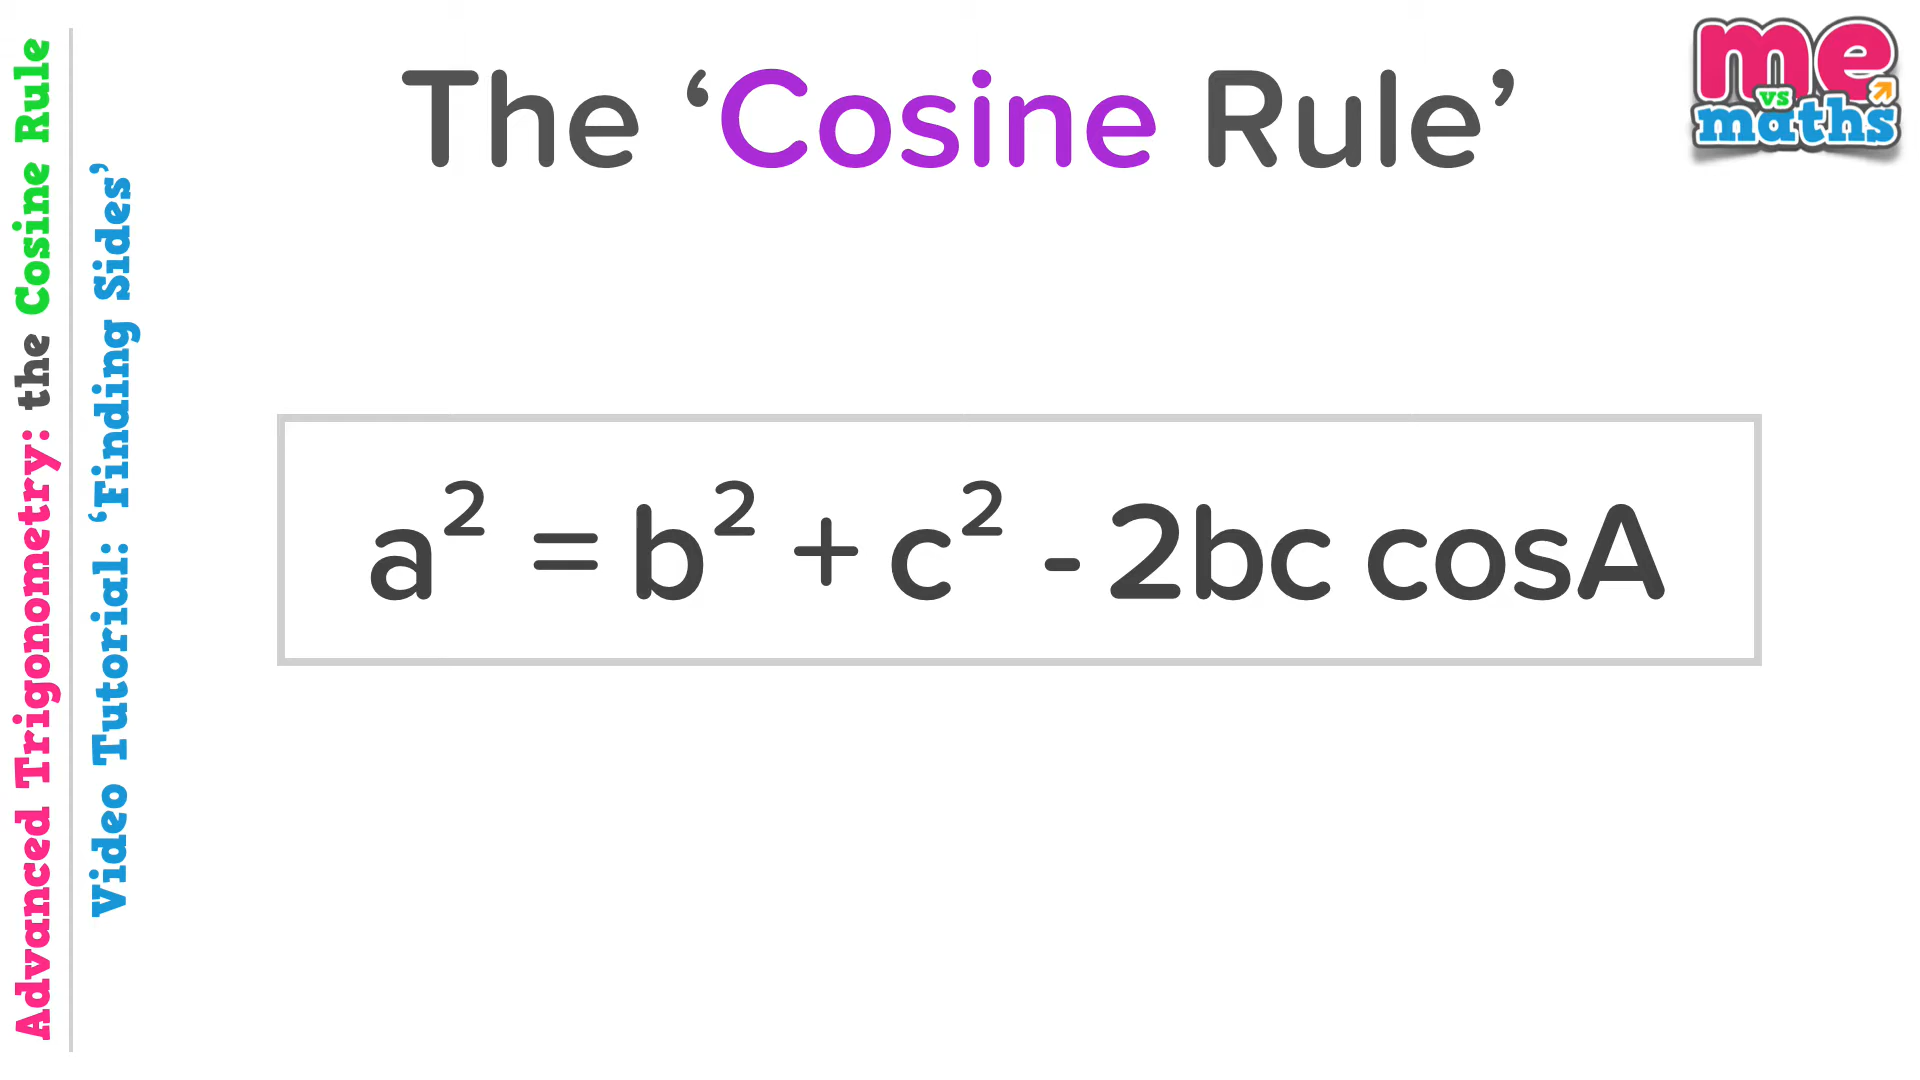 Advanced Trigonometry: the Cosine Rule
Video Tutorial: ‘Finding Sides’
The ‘Cosine Rule’
me
vs
maths
a² = b² + c² - 2bc cosA